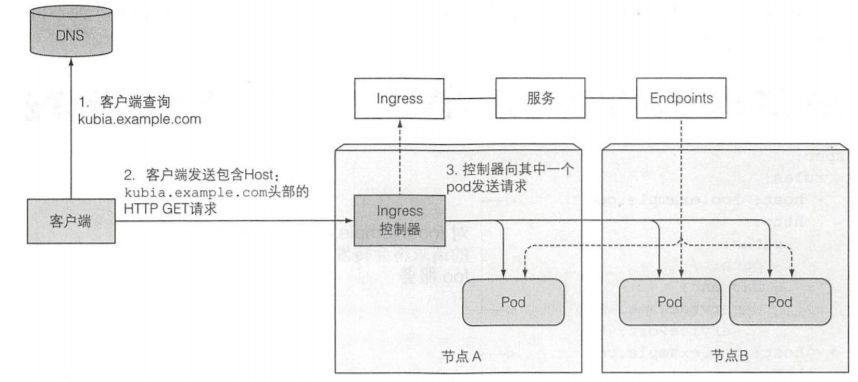 DNS
1. 客户端查询
kubia.example.com
Ingress
服务
Endpoints
2. 客户端发送包含Host:
kubia.example.com头部的
HTTP GET请求
3. 控制器向其中一个
pod发送请求
客户端
Ingress
控制器
Pod
Pod
Pod
节点 A
节点B